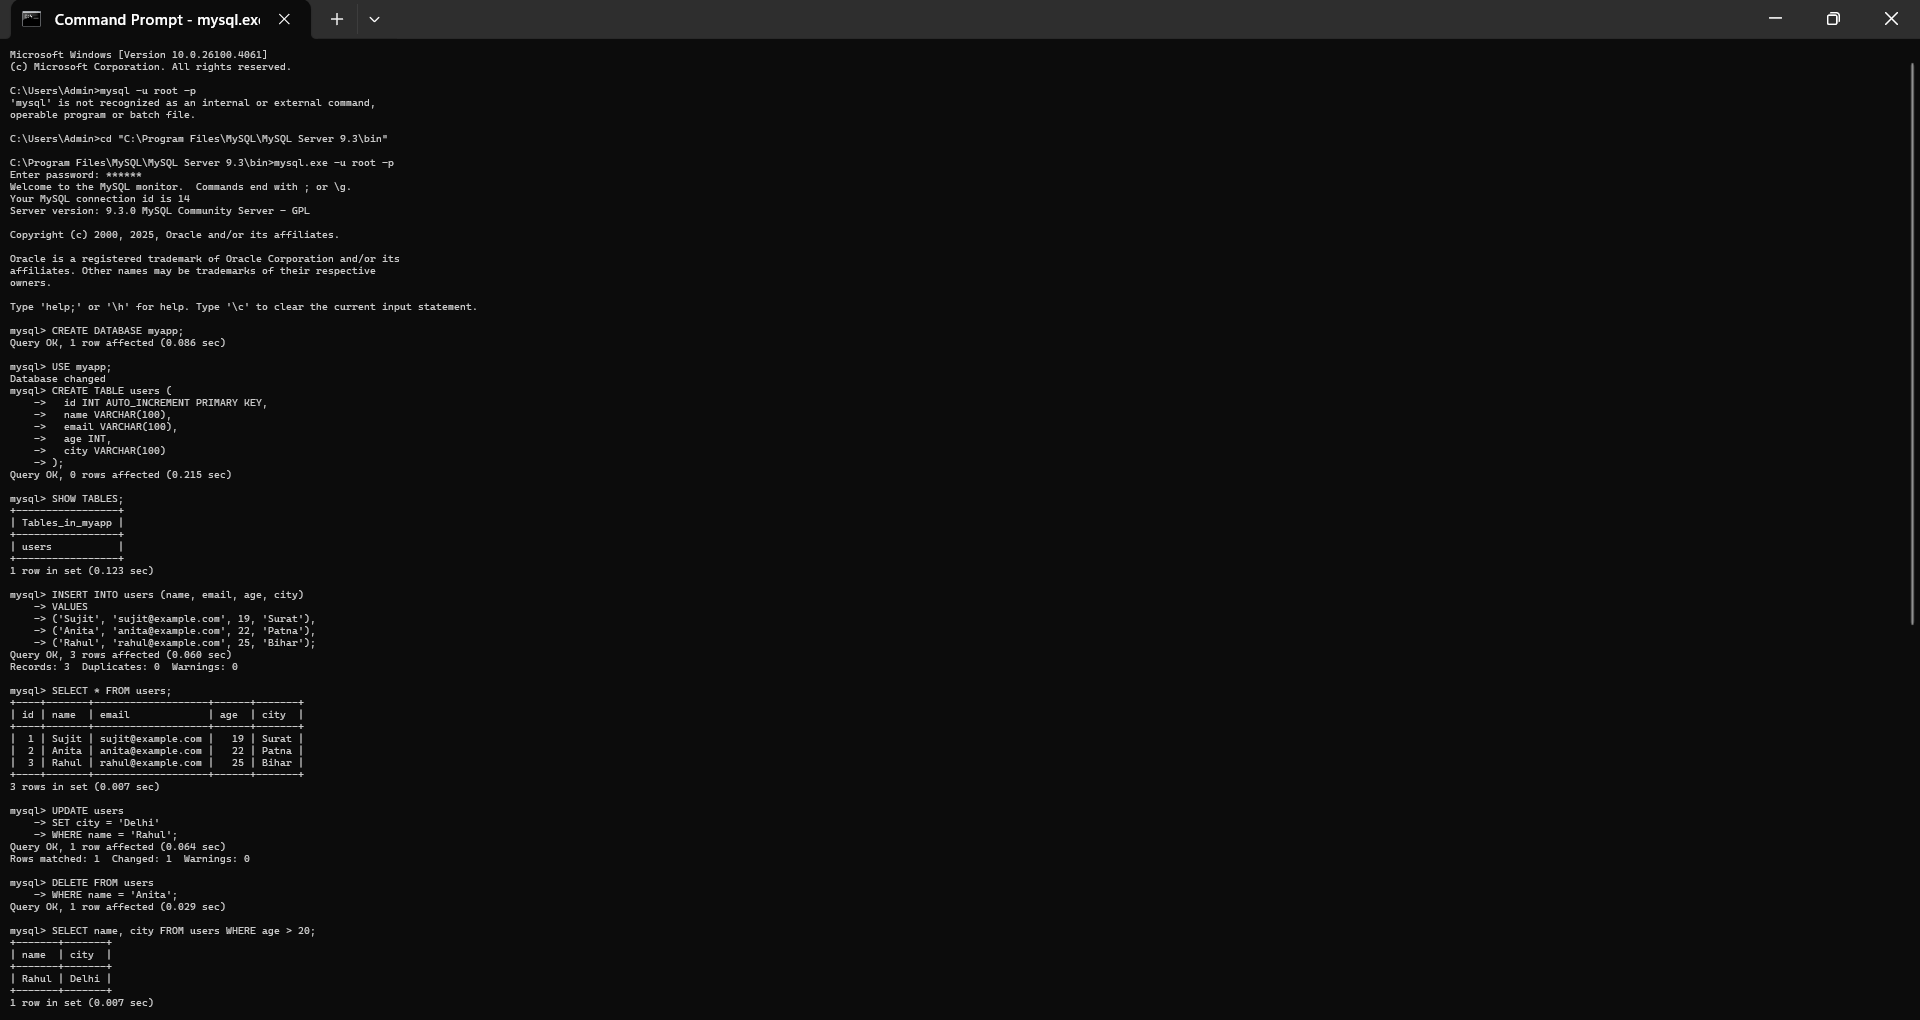 Command Prompt - mysql.exe
Microsoft Windows [Version 10.0.26100.4061]
(c) Microsoft Corporation. All rights reserved.
C:\Users\Admin>mysql -u root -p
'mysql' is not recognized as an internal or external command,
operable program or batch file.
C:\Users\Admin>cd "C:\Program Files\MySQL\MySQL Server 9.3\bin"
C:\Program Files\MySQL\MySQL Server 9.3\bin>mysql.exe -u root -p
Enter password: ******
Welcome to the MySQL monitor.  Commands end with ; or \g.
Your MySQL connection id is 14
Server version: 9.3.0 MySQL Community Server - GPL
Copyright (c) 2000, 2025, Oracle and/or its affiliates.
Oracle is a registered trademark of Oracle Corporation and/or its
affiliates. Other names may be trademarks of their respective
owners.
Type 'help;' or '\h' for help. Type '\c' to clear the current input statement.
mysql> CREATE DATABASE myapp;
Query OK, 1 row affected (0.086 sec)
mysql> USE myapp;
Database changed
mysql> CREATE TABLE users (
    ->   id INT AUTO_INCREMENT PRIMARY KEY,
    ->   name VARCHAR(100),
    ->   email VARCHAR(100),
    ->   age INT,
    ->   city VARCHAR(100)
    -> );
Query OK, 0 rows affected (0.215 sec)
mysql> SHOW TABLES;
+-----------------+
| Tables_in_myapp |
+-----------------+
| users           |
+-----------------+
1 row in set (0.123 sec)
mysql> INSERT INTO users (name, email, age, city)
    -> VALUES
    -> ('Sujit', 'sujit@example.com', 19, 'Surat'),
    -> ('Anita', 'anita@example.com', 22, 'Patna'),
    -> ('Rahul', 'rahul@example.com', 25, 'Bihar');
Query OK, 3 rows affected (0.060 sec)
Records: 3  Duplicates: 0  Warnings: 0
mysql> SELECT * FROM users;
+----+-------+-------------------+------+-------+
| id | name  | email             | age  | city  |
+----+-------+-------------------+------+-------+
|  1 | Sujit | sujit@example.com |   19 | Surat |
|  2 | Anita | anita@example.com |   22 | Patna |
|  3 | Rahul | rahul@example.com |   25 | Bihar |
+----+-------+-------------------+------+-------+
3 rows in set (0.007 sec)
mysql> UPDATE users
    -> SET city = 'Delhi'
    -> WHERE name = 'Rahul';
Query OK, 1 row affected (0.064 sec)
Rows matched: 1  Changed: 1  Warnings: 0
mysql> DELETE FROM users
    -> WHERE name = 'Anita';
Query OK, 1 row affected (0.029 sec)
mysql> SELECT name, city FROM users WHERE age > 20;
+-------+-------+
| name  | city  |
+-------+-------+
| Rahul | Delhi |
+-------+-------+
1 row in set (0.007 sec)